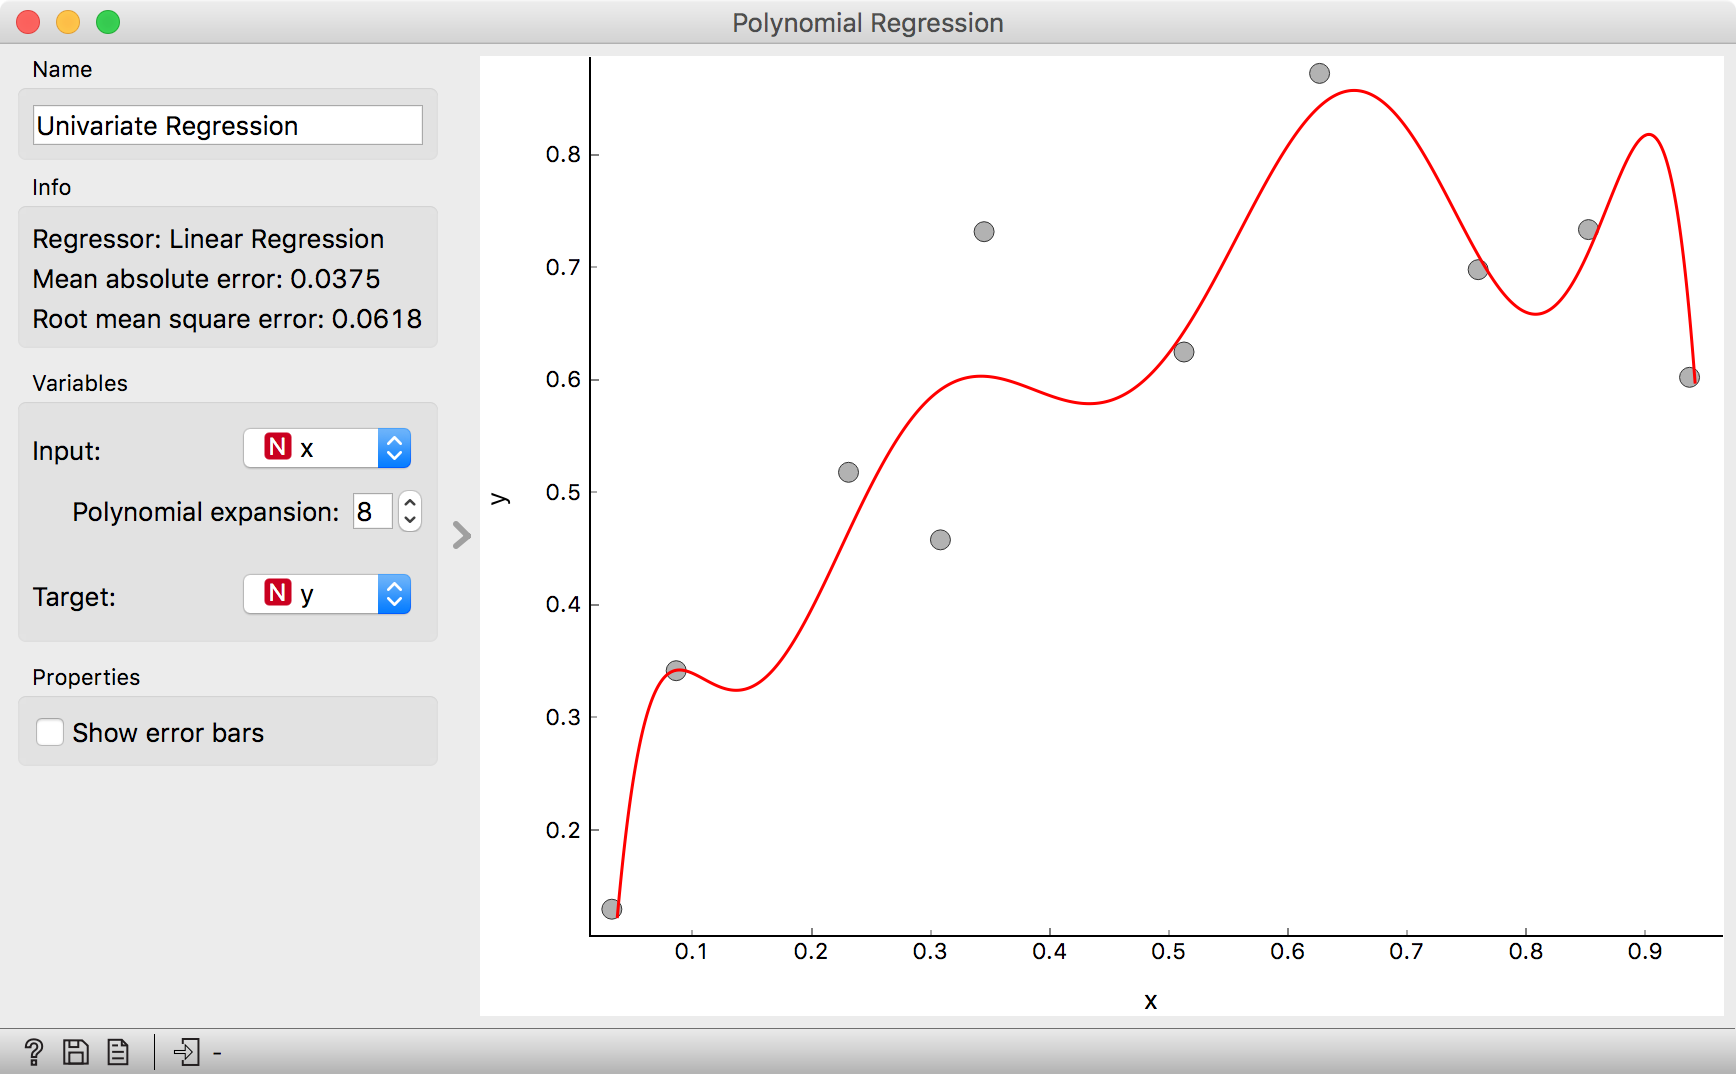 Polynomial Regression
Name
Univariate Regression
Info
Regressor: Linear Regression
Mean absolute error: 0.0375
Root mean square error: 0.0618
Variables
Input: N x
Polynomial expansion: 8
Target: N y
Properties
Show error bars
y
0.8
0.7
0.6
0.5
0.4
0.3
0.2
0.1 0.2 0.3 0.4 0.5 0.6 0.7 0.8 0.9
x
? -